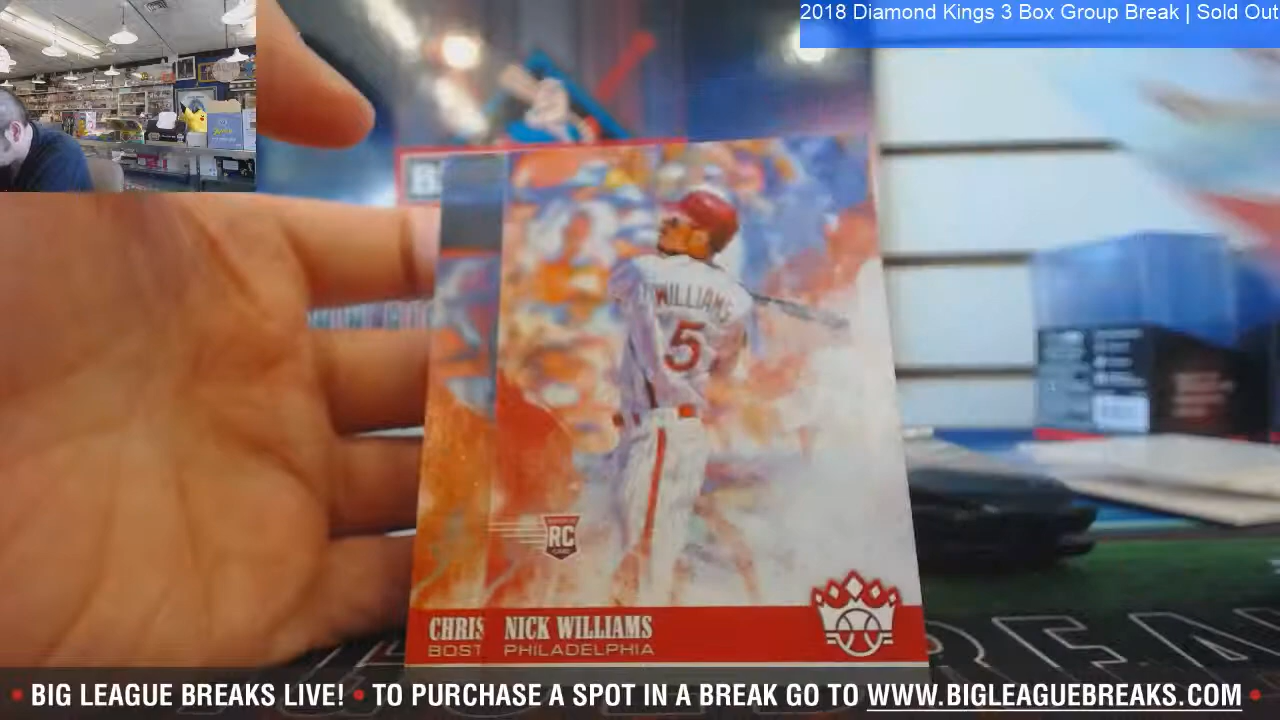 2018 Diamond Kings 3 Box Group Break | Sold Out
WILLIAMS
5
RC
CHRIS NICK WILLIAMS
BOST PHILADELPHIA
• BIG LEAGUE BREAKS LIVE! • TO PURCHASE A SPOT IN A BREAK GO TO WWW.BIGLEAGUEBREAKS.COM •